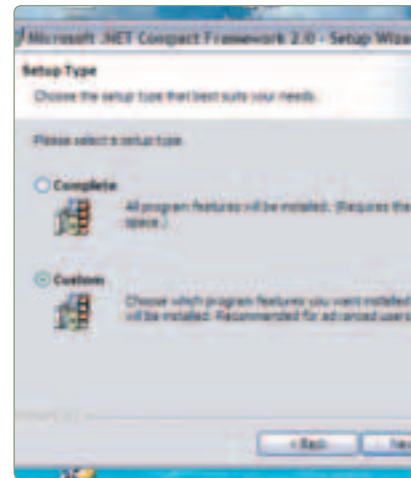 Microsoft .NET Compact Framework 2.0 - Setup Wizar
Setup Type
Choose the setup type that best suits your needs.
Please select a setup type.
Complete
All program features will be installed. (Requires the
space.)
Custom
Choose which program features you want installed
will be installed. Recommended for advanced users
< Back